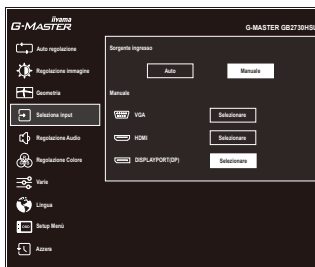 iiyama
G-MASTER
G-MASTER GB2730HSU
Auto regolazione
Sorgente ingresso
Auto
Manuale
Regolazione immagine
Geometria
Manuale
Seleziona input
VGA
Selezionare
Regolazione Audio
HDMI
Selezionare
Regolazione Colore
DISPLAYPORT(DP)
Selezionare
Varie
Lingua
OSD
Setup Menù
Azzera